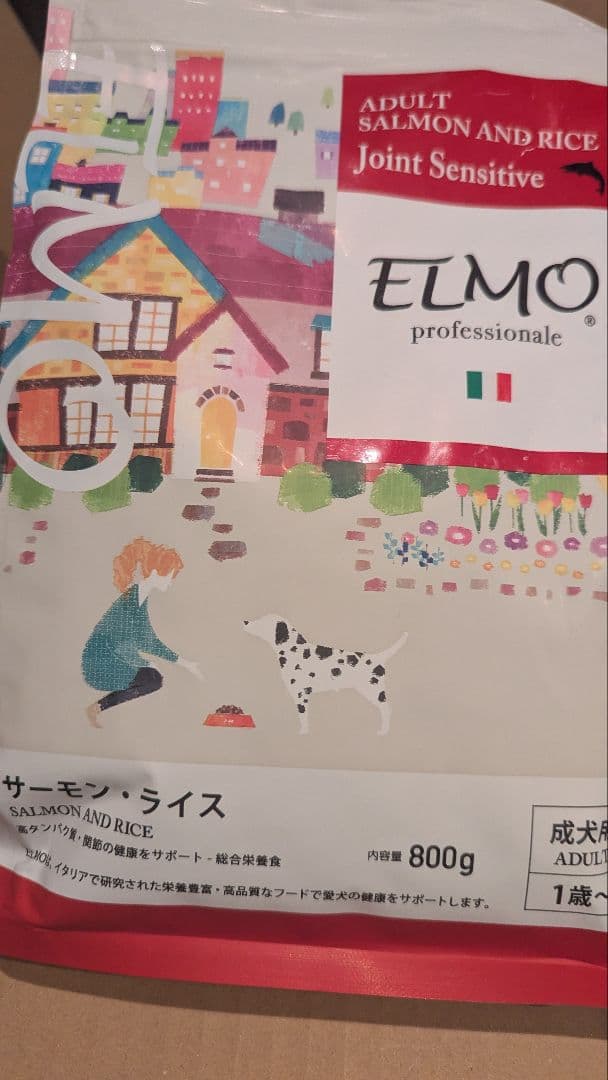 ELMO
ADULT
SALMON AND RICE
Joint Sensitive
ELMO®
professionale
サーモン・ライス
SALMON AND RICE
高タンパク質・関節の健康をサポート - 総合栄養食
ELMOは、イタリアで研究された栄養豊富・高品質なフードで愛犬の健康をサポートします。
内容量 800g
成犬用
ADULT
1歳~